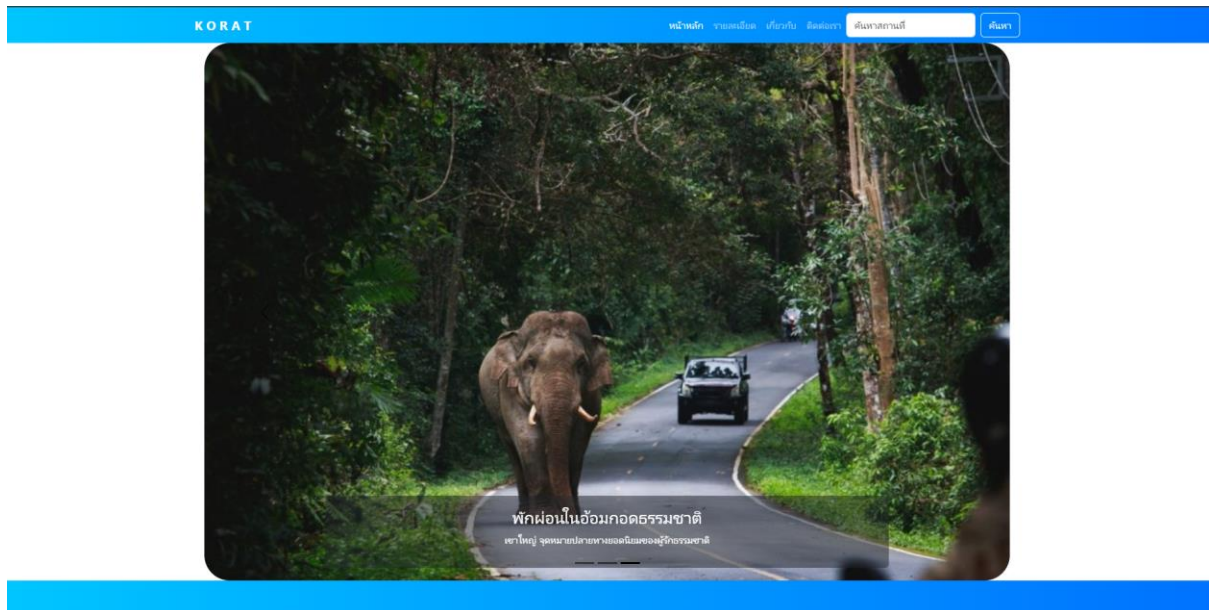 KORAT
หน้าหลัก รายละเอียด เกี่ยวกับ ติดต่อเรา ค้นหาสถานที่ ค้นหา
พักผ่อนในอ้อมกอดธรรมชาติ
เขาใหญ่ จุดหมายปลายทางยอดนิยมของผู้รักธรรมชาติ